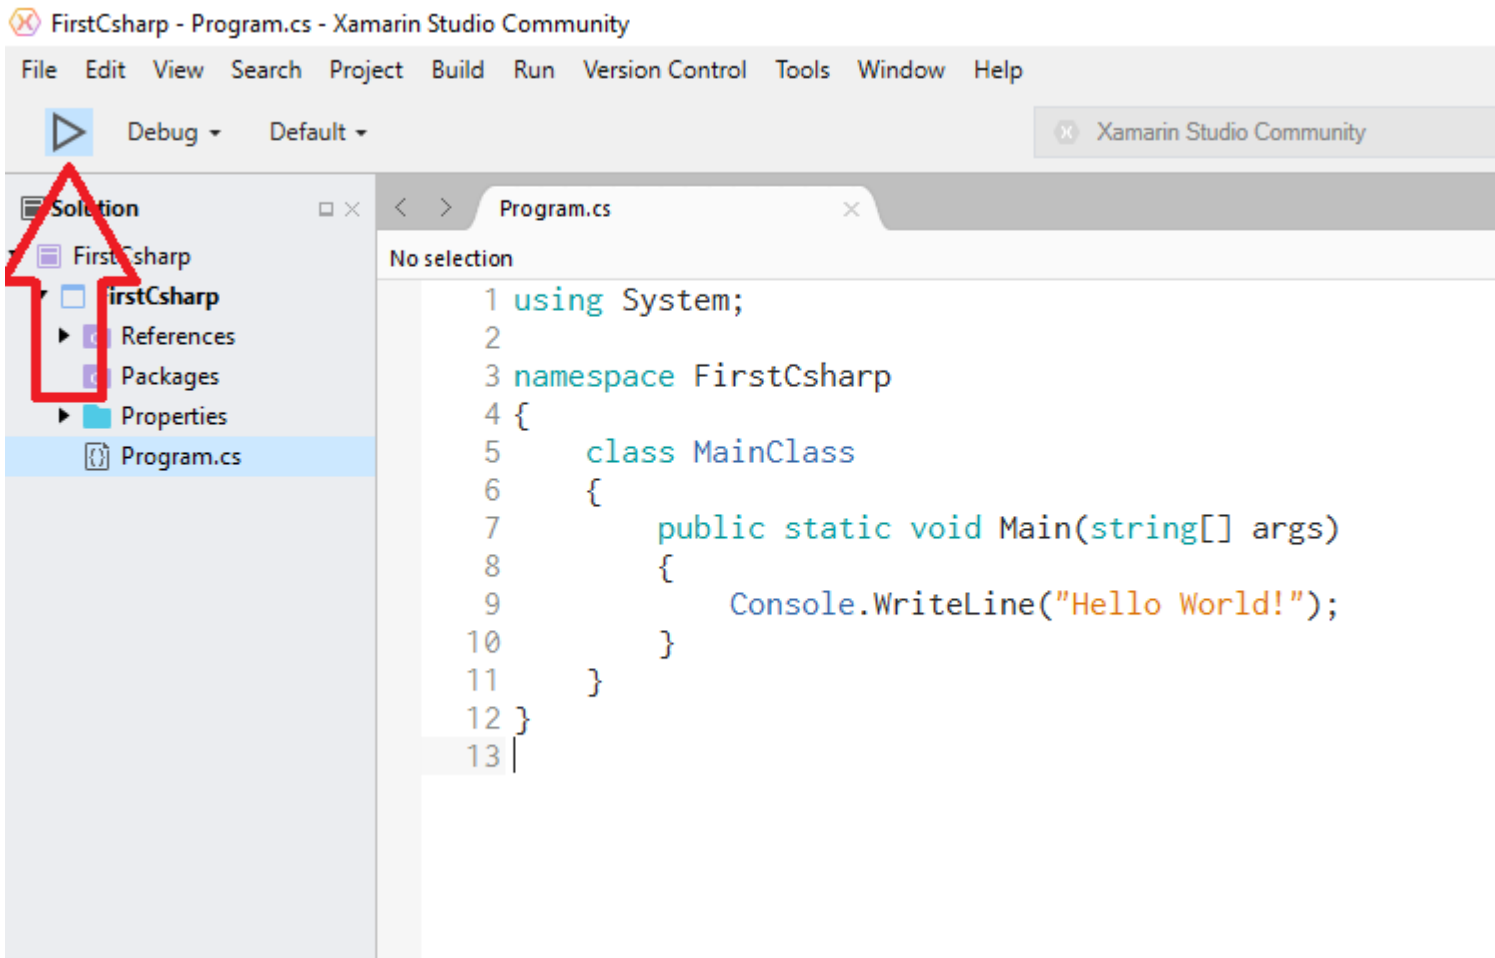 FirstCsharp - Program.cs - Xamarin Studio Community
File Edit View Search Project Build Run Version Control Tools Window Help
Debug Default Xamarin Studio Community
Solution
Program.cs
FirstCsharp
No selection
FirstCsharp
References
Packages
Properties
Program.cs
1 using System;
2
3 namespace FirstCsharp
4 {
5     class MainClass
6     {
7         public static void Main(string[] args)
8         {
9             Console.WriteLine("Hello World!");
10         }
11     }
12 }
13